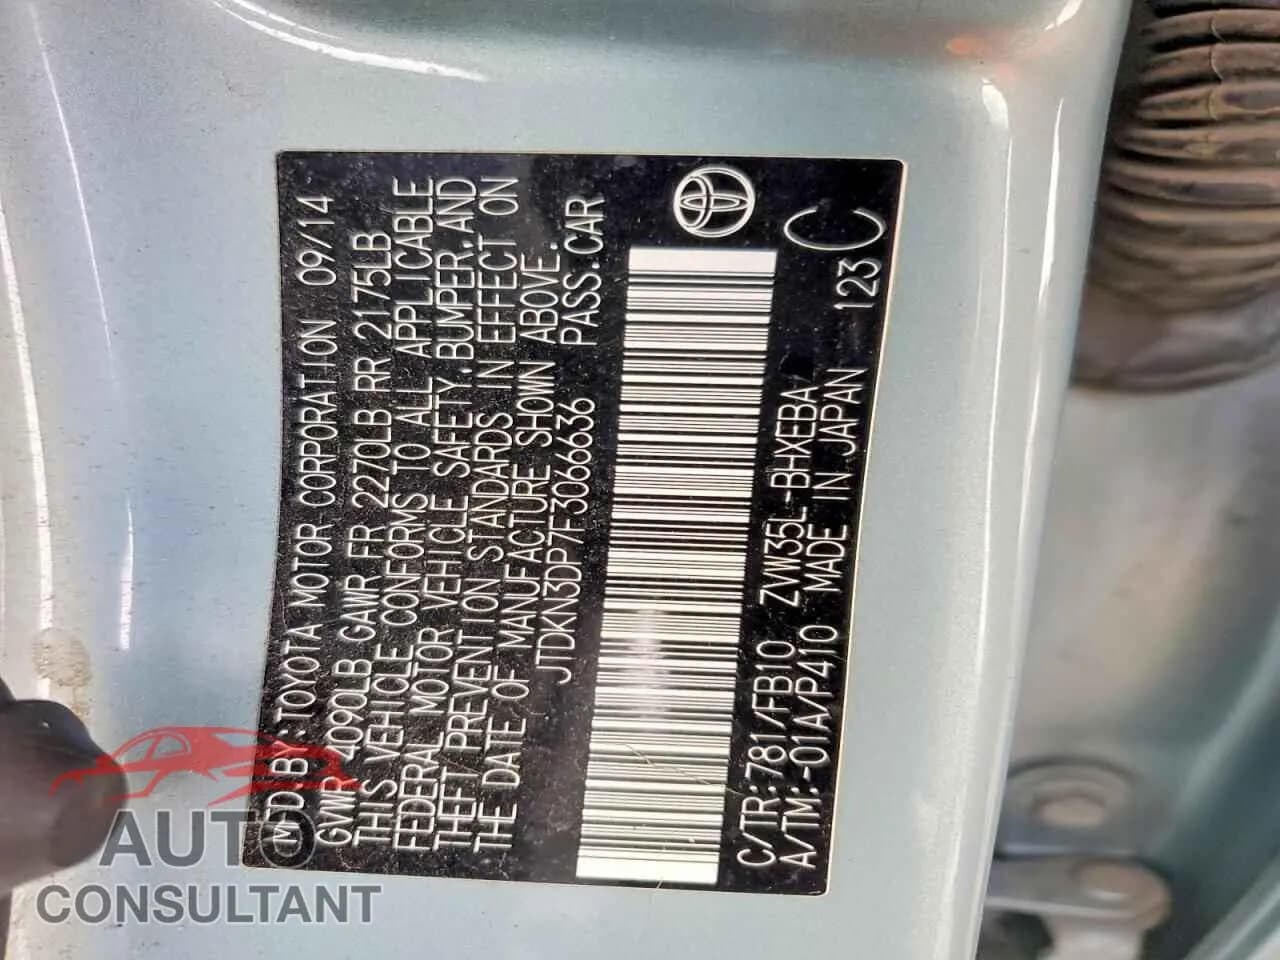 MFD BY: TOYOTA MOTOR CORPORATION 09/14
GVWR 4090LB GAWR FR 2270LB RR 2175LB
THIS VEHICLE CONFORMS TO ALL APPLICABLE
FEDERAL MOTOR VEHICLE SAFETY, BUMPER, AND
THEFT PREVENTION STANDARDS IN EFFECT ON
THE DATE OF MANUFACTURE SHOWN ABOVE.
JTDKN3DP7F3066636 PASS.CAR
C/TR:781/FB10 ZVW35L-BHXEBA
A/TM:-01A/P410 MADE IN JAPAN 123 C
AUTO
CONSULTANT